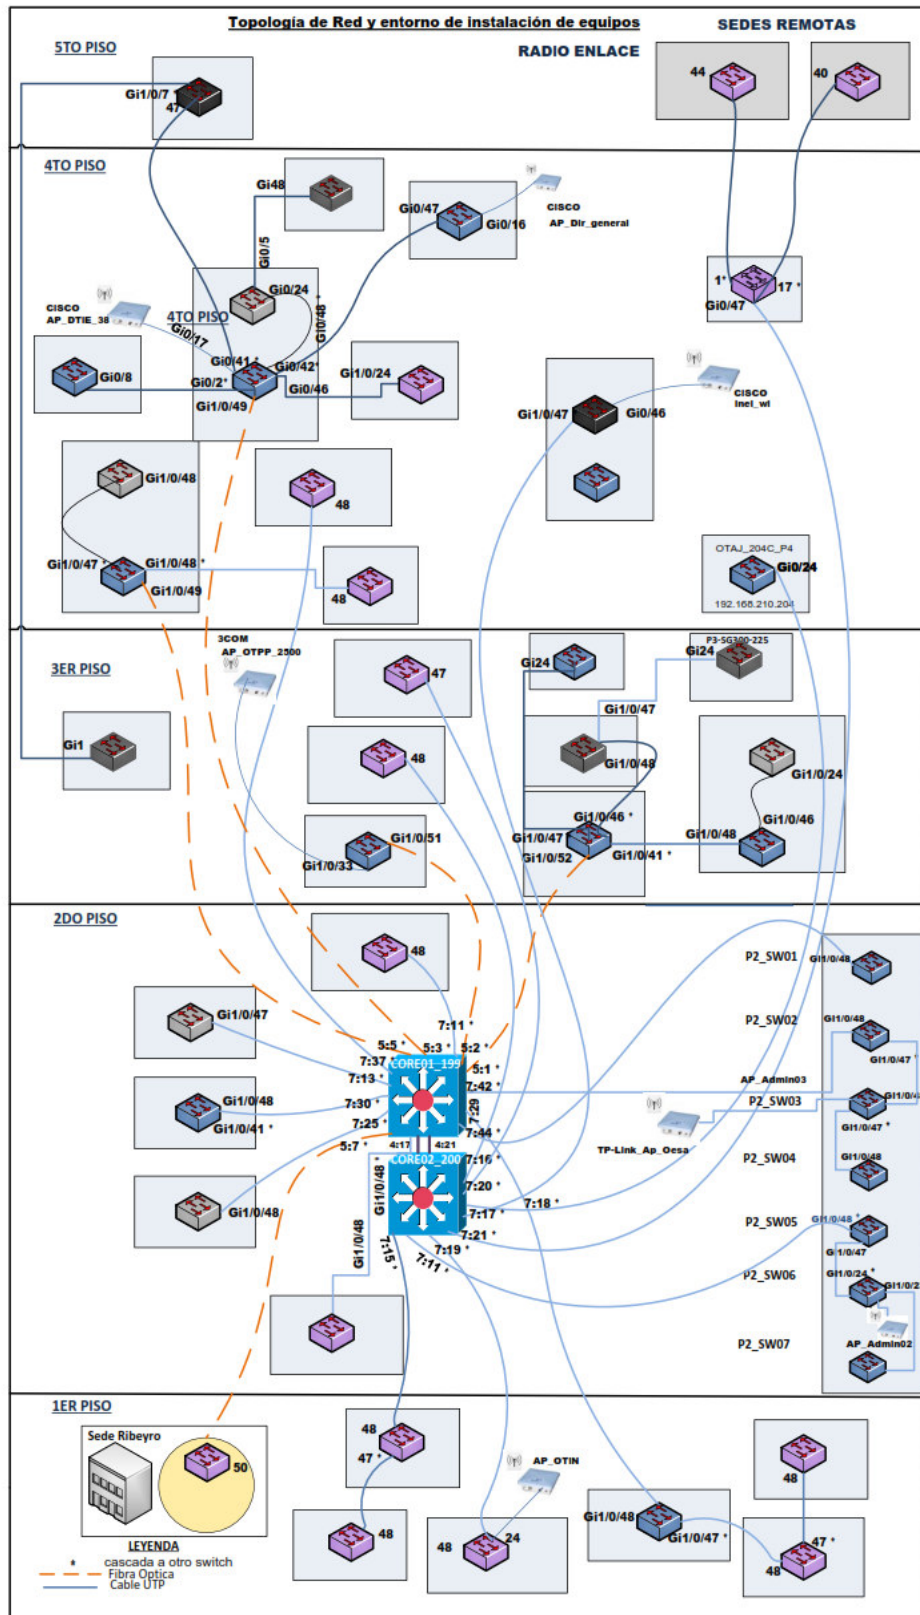 Topología de Red y entorno de instalación de equipos
SEDES REMOTAS
5TO PISO
RADIO ENLACE
44
40
Gi1/0/7 *
47
4TO PISO
Gi48
CISCO
AP_Dir_general
Gi0/47
Gi0/16
Gi0/5
1*
17 *
Gi0/47
Gi0/24
Gi0/48 *
CISCO
AP_DTIE_38
4TO PISO
Gi0/17
Gi0/41 *
Gi0/42*
Gi0/8
Gi0/2*
Gi0/46
Gi1/0/24
Gi1/0/49
CISCO
Inei_wi
Gi1/0/47
Gi0/46
Gi1/0/48
48
Gi1/0/47 *
Gi1/0/48 *
Gi1/0/49
48
OTAJ_204C_P4
Gi0/24
192.168.210.204
3ER PISO
3COM
AP_OTPP_2500
47
Gi24
P3-SG300-225
Gi24
Gi1/0/47
Gi1
48
Gi1/0/48
Gi1/0/24
Gi1/0/51
Gi1/0/33
Gi1/0/46 *
Gi1/0/47
Gi1/0/52
Gi1/0/41 *
Gi1/0/48
Gi1/0/46
2DO PISO
48
P2_SW01
Gi1/0/48
Gi1/0/47
7:11 *
P2_SW02
Gi1/0/48
5:5 *
5:3 *
5:2 *
Gi1/0/47 *
7:37 *
CORE01_199
5:1 *
7:13 *
7:42 *
AP_Admin03
Gi1/0/48
7:30 *
7:29
P2_SW03
Gi1/0/41 *
7:25 *
7:44 *
Gi1/0/47 *
5:7 *
4:17
4:21
TP-Link_Ap_Oesa
CORE02_200
7:16 *
P2_SW04
Gi1/0/48
Gi1/0/48 *
7:20 *
7:18 *
Gi1/0/48
7:17 *
P2_SW05
Gi1/0/48 *
Gi1/0/48
7:21 *
Gi1/0/47
7:15 *
7:19 *
7:11 *
P2_SW06
Gi1/0/24 *
P2_SW07
AP_Admin02
1ER PISO
Sede Ribeyro
50
48
47 *
48
AP_OTIN
48
24
Gi1/0/48
Gi1/0/47 *
48
47 *
48
LEYENDA
* cascada a otro switch
Fibra Optica
Cable UTP